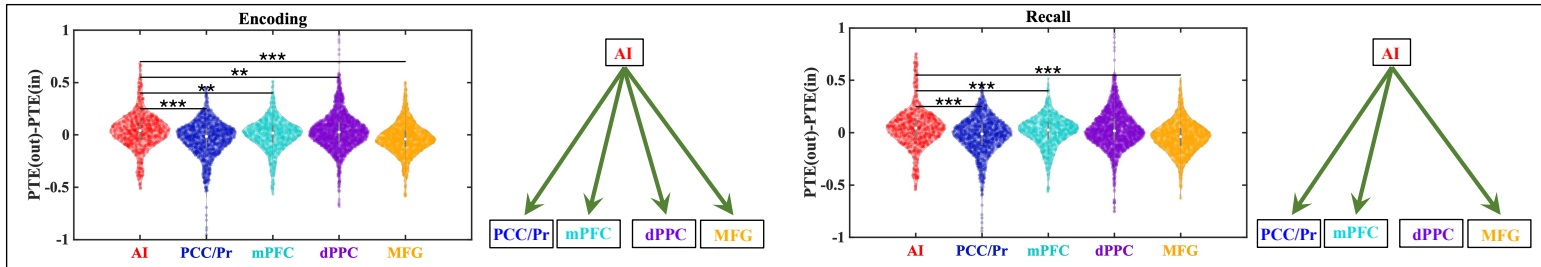 Encoding
PTE(out)-PTE(in)
1
0.5
0
-0.5
-1
***
**
**
***
AI PCC/Pr mPFC dPPC MFG
AI
PCC/Pr mPFC dPPC MFG
Recall
PTE(out)-PTE(in)
1
0.5
0
-0.5
-1
***
***
***
AI PCC/Pr mPFC dPPC MFG
AI
PCC/Pr mPFC dPPC MFG